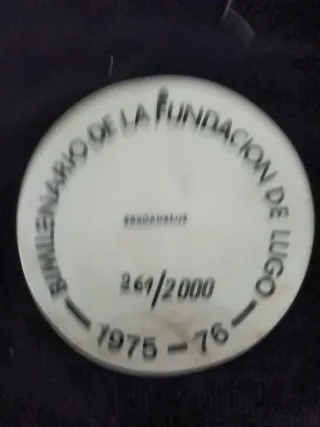 BIMILENARIO DE LA FUNDACION DE LUGO
261/2000
— 1975 - 76 —